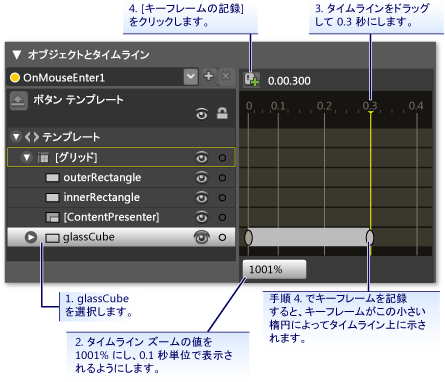 4. [キーフレームの記録]
をクリックします。
3. タイムラインをドラッグ
して 0.3 秒にします。
オブジェクトとタイムライン
OnMouseEnter1
0.00.300
ボタン テンプレート
0
0.1
0.2
0.3
0.4
テンプレート
[グリッド]
outerRectangle
innerRectangle
[ContentPresenter]
glassCube
1001%
1. glassCube
を選択します。
2. タイムライン ズームの値を
1001% にし、0.1 秒単位で表示さ
れるようにします。
手順 4. でキーフレームを記録
すると、キーフレームがこの小さい
楕円によってタイムライン上に示さ
れます。